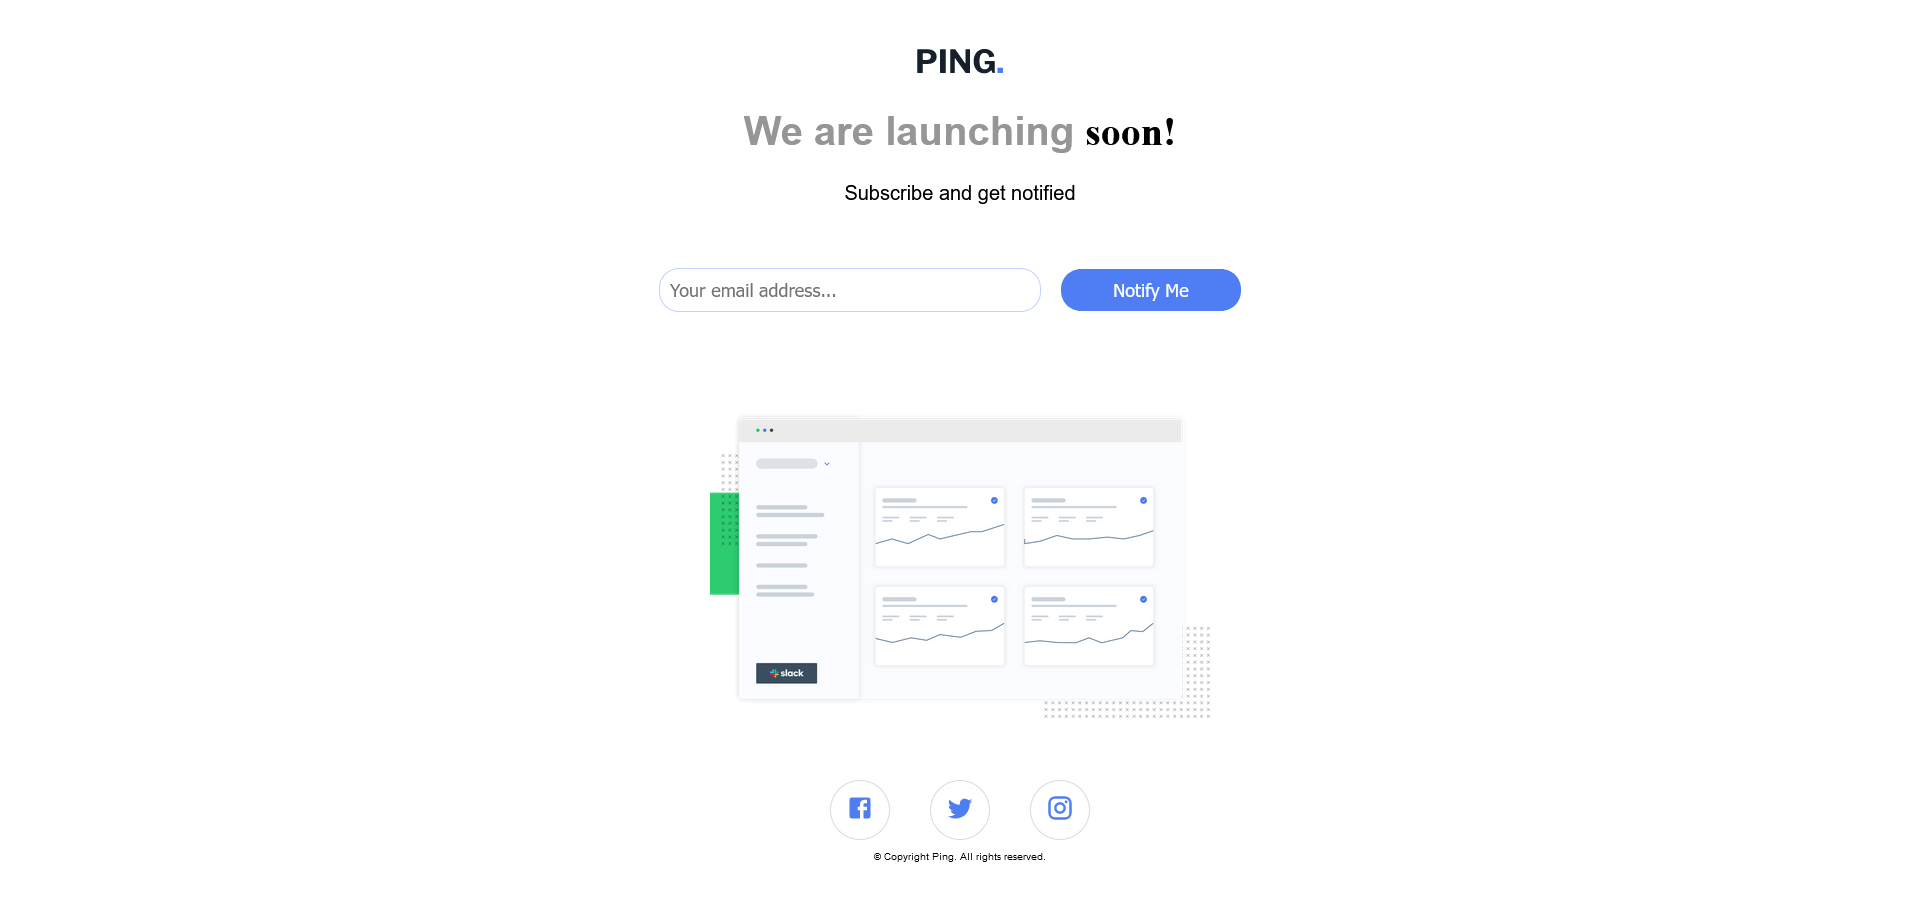 PING.
We are launching soon!
Subscribe and get notified
Your email address...
Notify Me
slack
© Copyright Ping. All rights reserved.